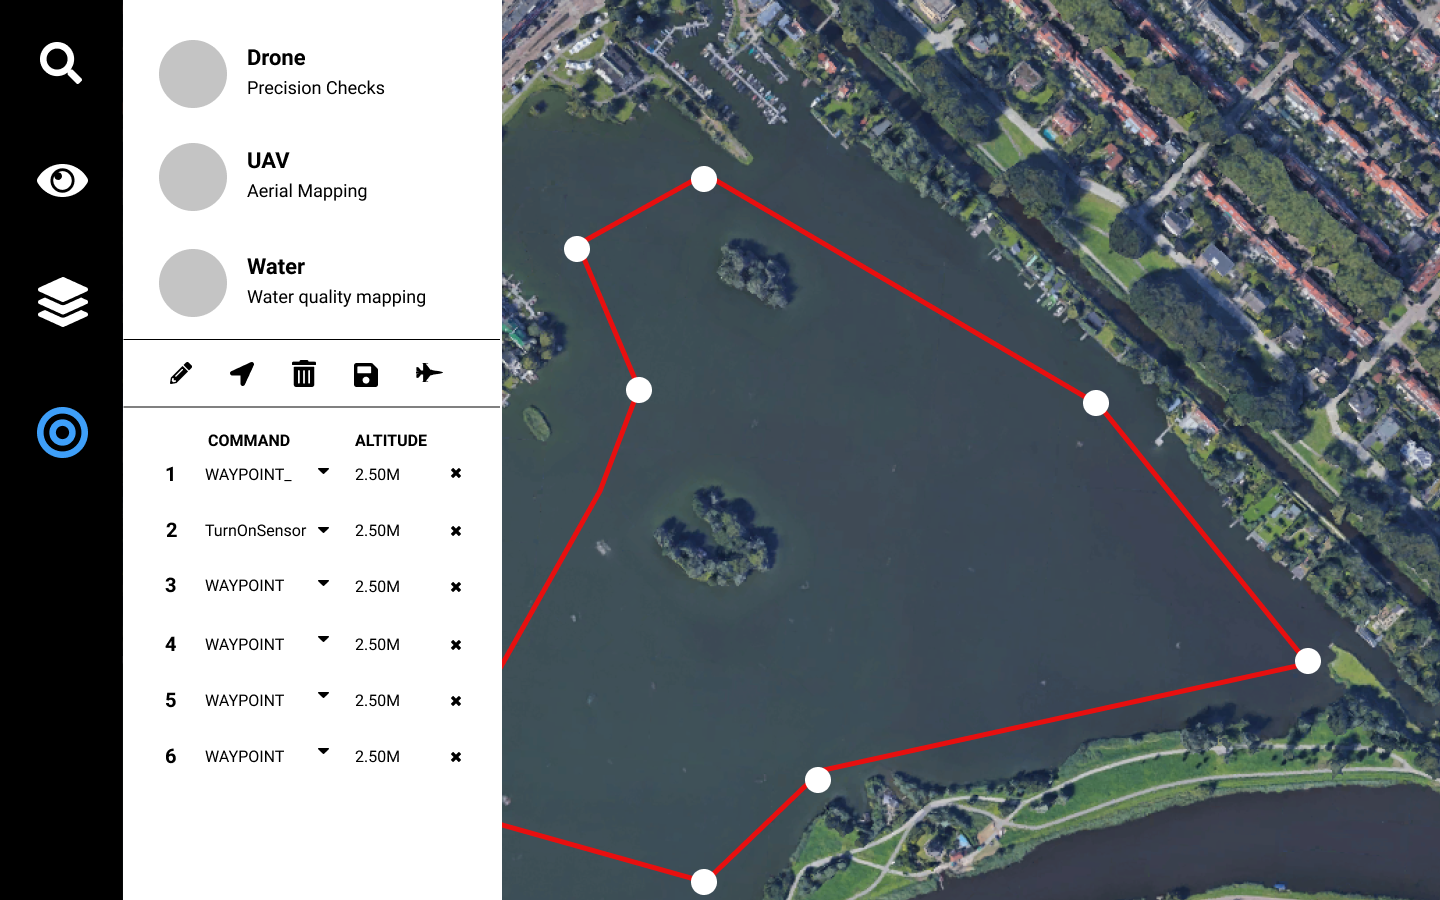 Drone
Precision Checks
UAV
Aerial Mapping
Water
Water quality mapping
COMMAND ALTITUDE
1 WAYPOINT_ 2.50M
2 TurnOnSensor 2.50M
3 WAYPOINT 2.50M
4 WAYPOINT 2.50M
5 WAYPOINT 2.50M
6 WAYPOINT 2.50M